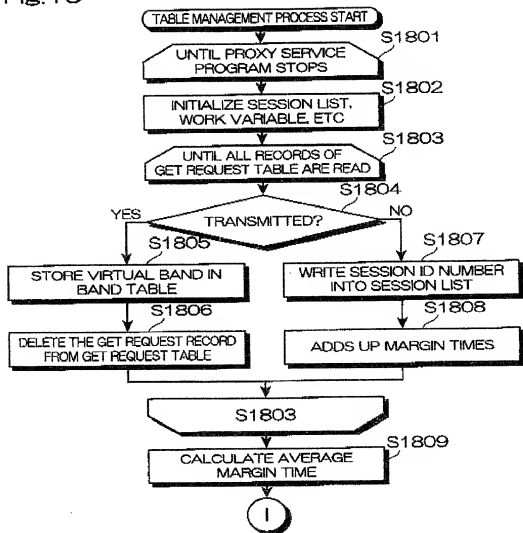 TABLE MANAGEMENT PROCESS START
S1801
UNTIL PROXY SERVICE
PROGRAM STOPS
S1802
INITIALIZE SESSION LIST,
WORK VARIABLE, ETC
S1803
UNTIL ALL RECORDS OF
GET REQUEST TABLE ARE READ
S1804
YES
TRANSMITTED?
NO
S1805
STORE VIRTUAL BAND IN
BAND TABLE
S1806
DELETE THE GET REQUEST RECORD
FROM GET REQUEST TABLE
S1807
WRITE SESSION ID NUMBER
INTO SESSION LIST
S1808
ADDS UP MARGIN TIMES
S1803
S1809
CALCULATE AVERAGE
MARGIN TIME
I